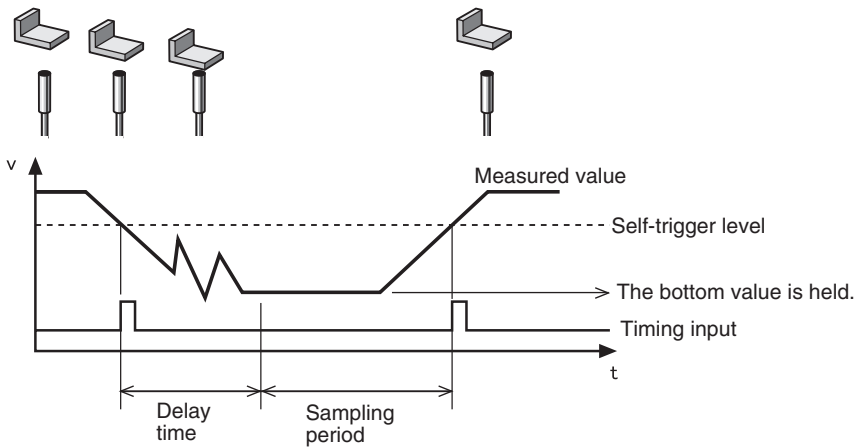 v
Measured value
Self-trigger level
The bottom value is held.
Timing input
t
Delay
time
Sampling
period